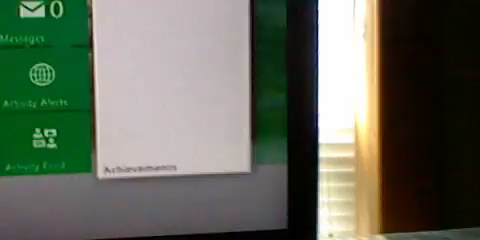 0
Messages
Activity Alerts
Activity Feed
Achievements